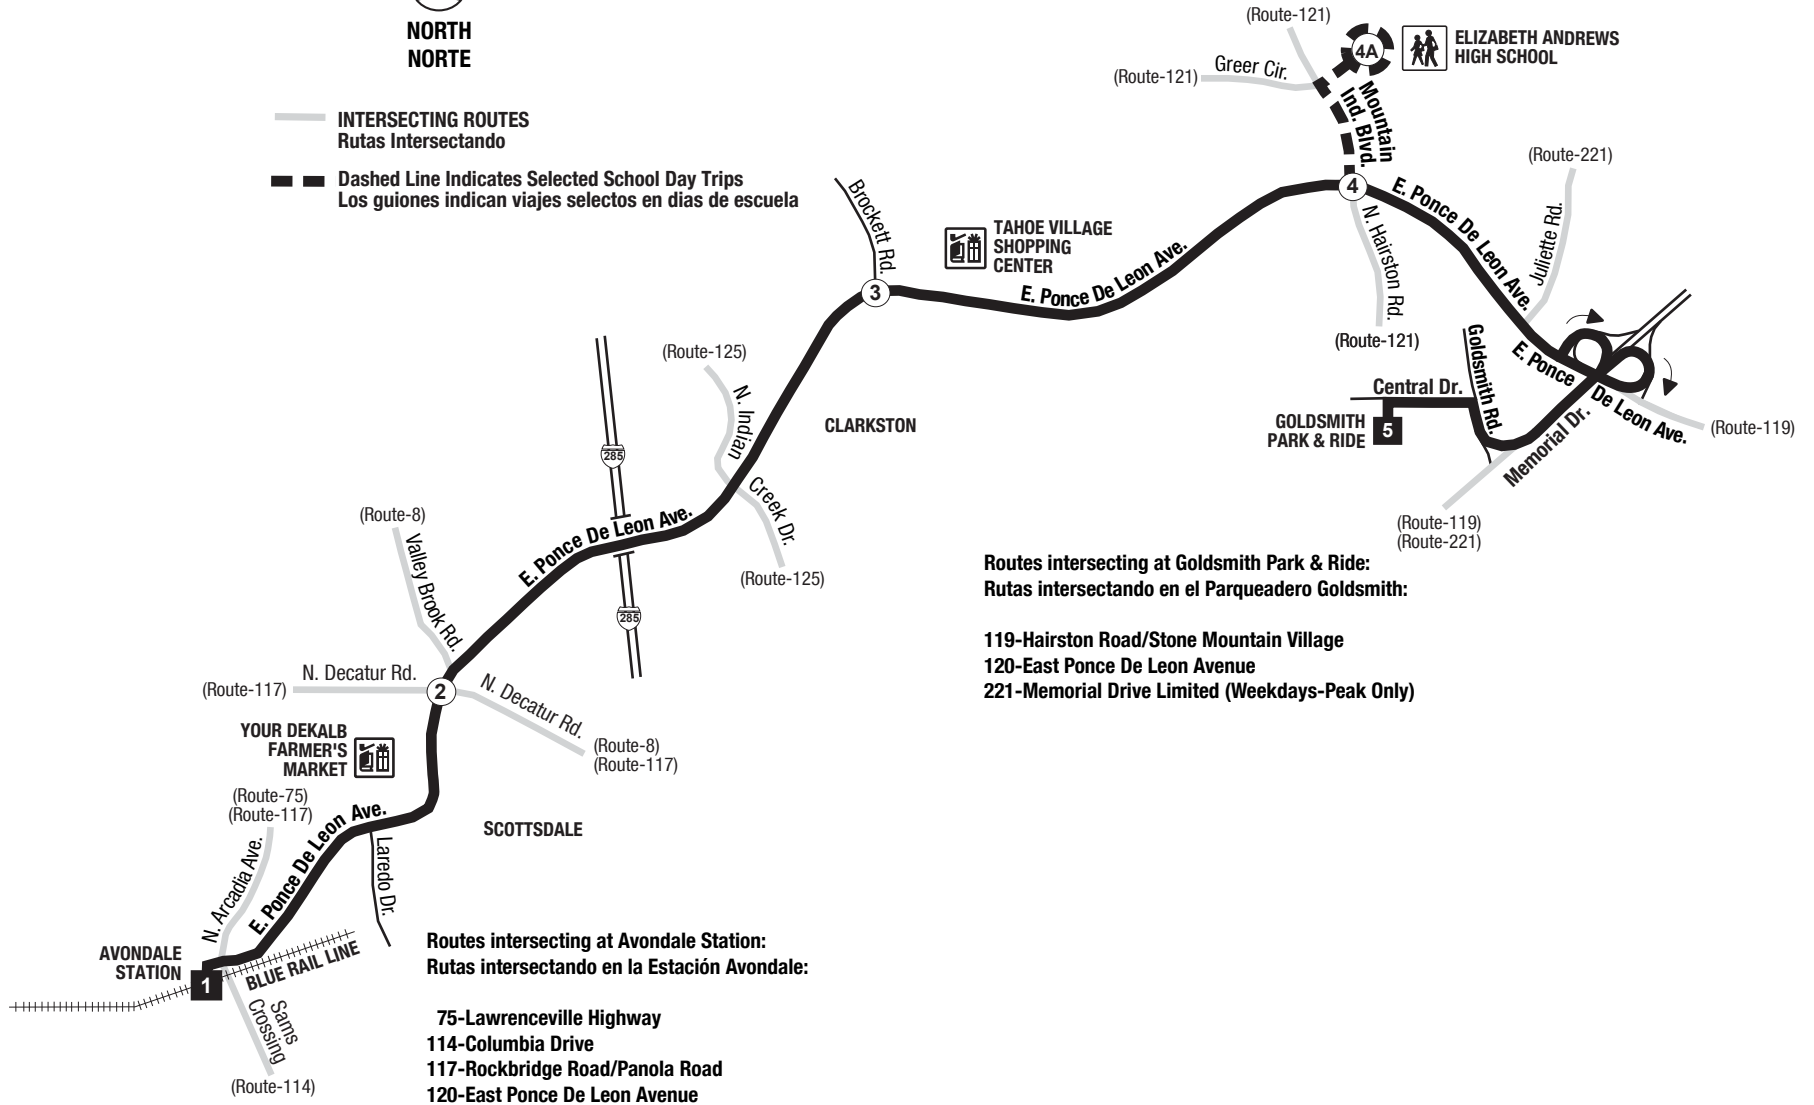 NORTH
NORTE
INTERSECTING ROUTES
Rutas Intersectando
Dashed Line Indicates Selected School Day Trips
Los guiones indican viajes selectos en dias de escuela
(Route-121)
(Route-121)
Greer Cir.
4A
ELIZABETH ANDREWS
HIGH SCHOOL
Mountain
Ind. Blvd.
(Route-221)
Juliette Rd.
4
E. Ponce De Leon Ave.
N. Hairston Rd.
(Route-121)
Brockett Rd.
TAHOE VILLAGE
SHOPPING
CENTER
E. Ponce De Leon Ave.
3
Goldsmith Rd.
E. Ponce
De Leon Ave.
(Route-119)
Central Dr.
GOLDSMITH
PARK & RIDE
5
Memorial Dr.
(Route-119)
(Route-221)
(Route-125)
N. Indian
Creek Dr.
(Route-125)
CLARKSTON
285
285
E. Ponce De Leon Ave.
(Route-8)
Valley Brook Rd.
Routes intersecting at Goldsmith Park & Ride:
Rutas intersectando en el Parqueadero Goldsmith:
119-Hairston Road/Stone Mountain Village
120-East Ponce De Leon Avenue
221-Memorial Drive Limited (Weekdays-Peak Only)
N. Decatur Rd.
(Route-117)
2
N. Decatur Rd.
(Route-8)
(Route-117)
YOUR DEKALB
FARMER'S
MARKET
(Route-75)
(Route-117)
N. Arcadia Ave.
E. Ponce De Leon Ave.
SCOTTSDALE
Laredo Dr.
AVONDALE
STATION
1
BLUE RAIL LINE
Sams
Crossing
(Route-114)
Routes intersecting at Avondale Station:
Rutas intersectando en la Estación Avondale:
75-Lawrenceville Highway
114-Columbia Drive
117-Rockbridge Road/Panola Road
120-East Ponce De Leon Avenue